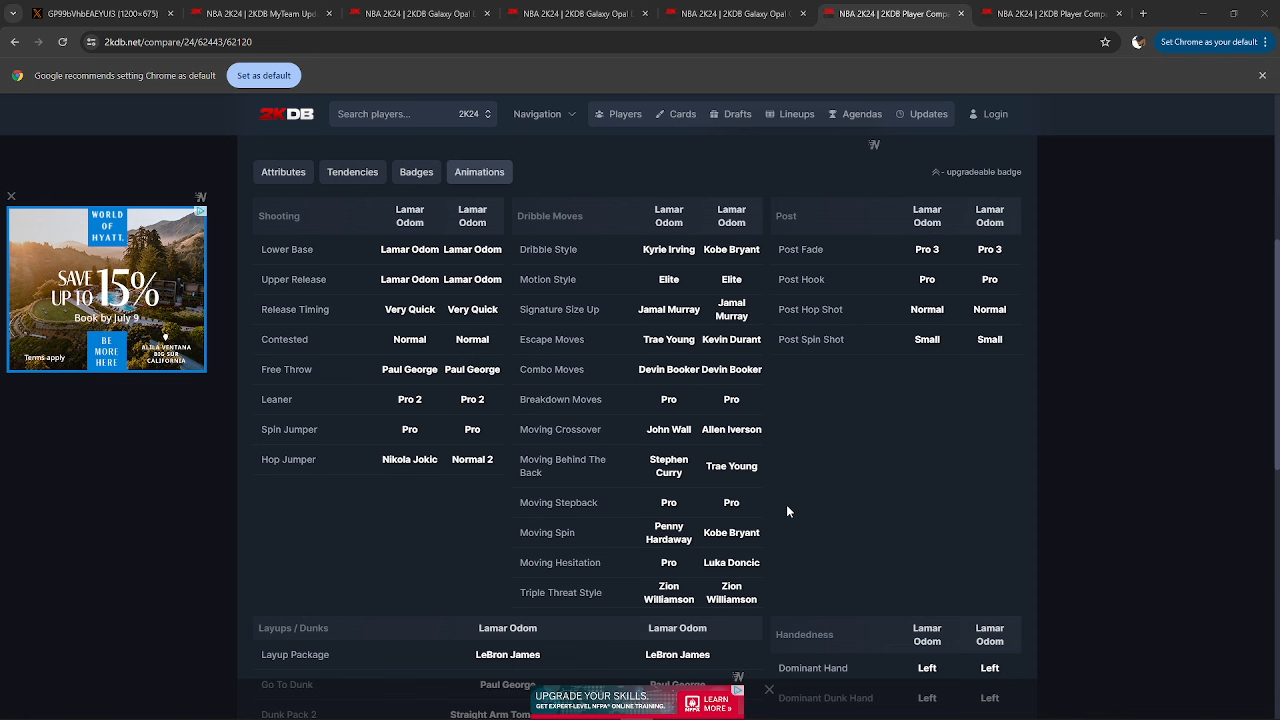 GP99bVhbEAEYUf3 (1200×675)
NBA 2K24 | 2KDB MyTeam Upd
NBA 2K24 | 2KDB Galaxy Opal
NBA 2K24 | 2KDB Galaxy Opal
NBA 2K24 | 2KDB Galaxy Opal
NBA 2K24 | 2KDB Player Comp
NBA 2K24 | 2KDB Player Comp
2kdb.net/compare/24/62443/62120
Set Chrome as your default
Google recommends setting Chrome as default
Set as default
2KDB
Search players...
2K24
Navigation
Players
Cards
Drafts
Lineups
Agendas
Updates
Login
Attributes
Tendencies
Badges
Animations
- upgradeable badge
WORLD
OF
HYATT.
SAVE
UP TO 15%
Book by July 9
Terms apply
BE
MORE
HERE
ALILA VENTANA
BIG SUR
CALIFORNIA
Shooting Lamar Odom Lamar Odom
Lower Base Lamar Odom Lamar Odom
Upper Release Lamar Odom Lamar Odom
Release Timing Very Quick Very Quick
Contested Normal Normal
Free Throw Paul George Paul George
Leaner Pro 2 Pro 2
Spin Jumper Pro Pro
Hop Jumper Nikola Jokic Normal 2
Dribble Moves Lamar Odom Lamar Odom
Dribble Style Kyrie Irving Kobe Bryant
Motion Style Elite Elite
Signature Size Up Jamal Murray Jamal Murray
Escape Moves Trae Young Kevin Durant
Combo Moves Devin Booker Devin Booker
Breakdown Moves Pro Pro
Moving Crossover John Wall Allen Iverson
Moving Behind The Back Stephen Curry Trae Young
Moving Stepback Pro Pro
Moving Spin Penny Hardaway Kobe Bryant
Moving Hesitation Pro Luka Doncic
Triple Threat Style Zion Williamson Zion Williamson
Post Lamar Odom Lamar Odom
Post Fade Pro 3 Pro 3
Post Hook Pro Pro
Post Hop Shot Normal Normal
Post Spin Shot Small Small
Layups / Dunks Lamar Odom Lamar Odom
Layup Package LeBron James LeBron James
Go To Dunk Paul George Paul George
Dunk Pack 2 Straight Arm Tom
Handedness Lamar Odom Lamar Odom
Dominant Hand Left Left
Dominant Dunk Hand Left Left
UPGRADE YOUR SKILLS.
GET EXPERT-LEVEL NFPA® ONLINE TRAINING.
LEARN
MORE »